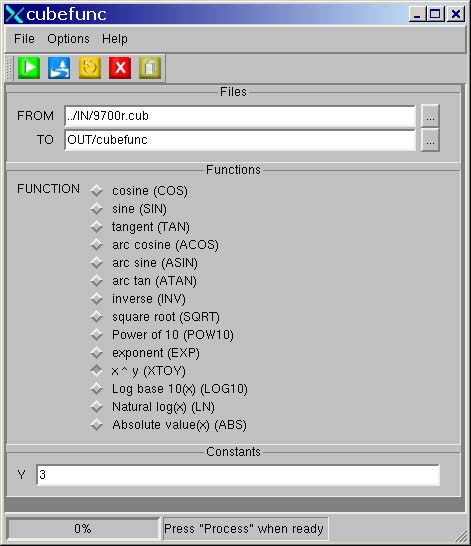 cubefunc
File Options Help
Files
FROM ../IN/9700r.cub ...
TO OUT/cubefunc ...
Functions
FUNCTION cosine (COS)
sine (SIN)
tangent (TAN)
arc cosine (ACOS)
arc sine (ASIN)
arc tan (ATAN)
inverse (INV)
square root (SQRT)
Power of 10 (POW10)
exponent (EXP)
x ^ y (XTOY)
Log base 10(x) (LOG10)
Natural log(x) (LN)
Absolute value(x) (ABS)
Constants
Y 3
0% Press "Process" when ready